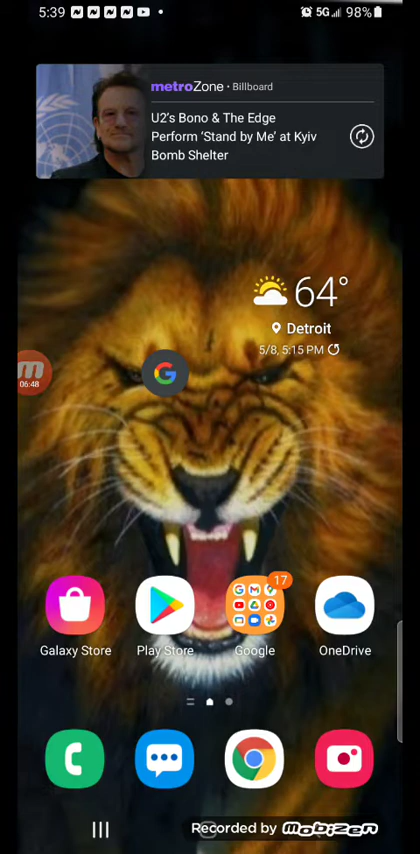 5:39 5G 98%
metroZone • Billboard
U2's Bono & The Edge
Perform 'Stand by Me' at Kyiv
Bomb Shelter
64°
Detroit
5/8, 5:15 PM
06:48
17
Galaxy Store Play Store Google OneDrive
Recorded by mobizen